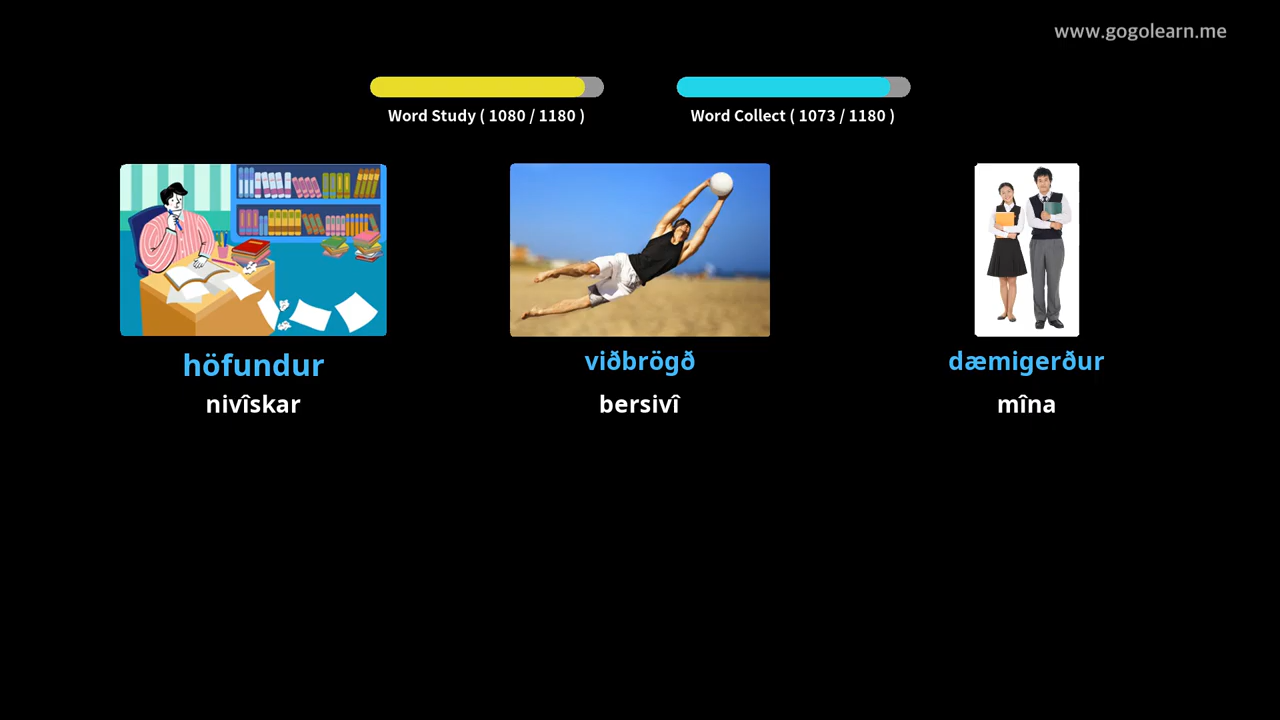 www.gogolearn.me
Word Study ( 1080 / 1180 )
Word Collect ( 1073 / 1180 )
höfundur
viðbrögð
dæmigerður
nivîskar
bersivî
mîna